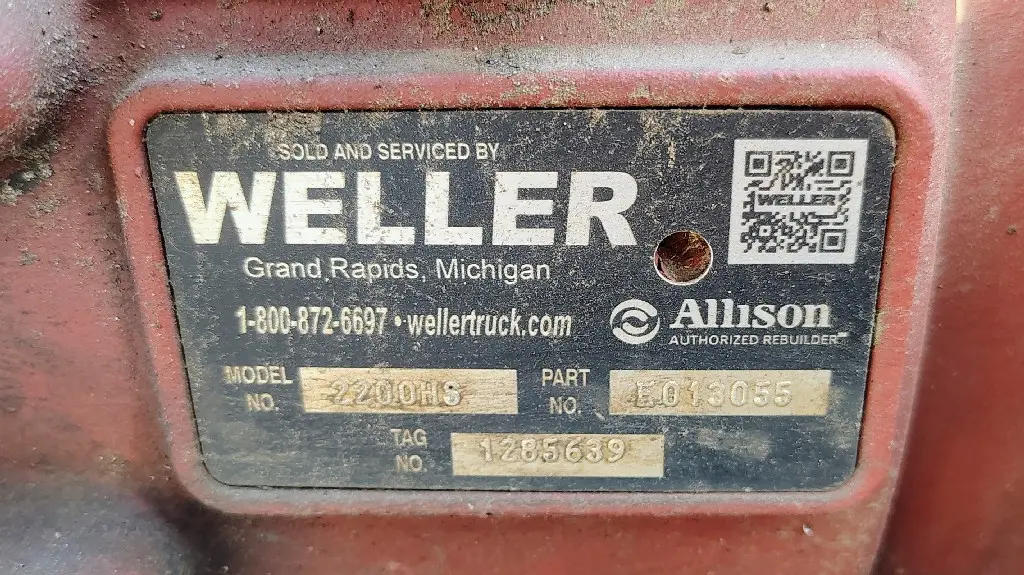 SOLD AND SERVICED BY
WELLER
WELLER
Grand Rapids, Michigan
1-800-872-6697 • wellertruck.com
Allison
AUTHORIZED REBUILDER
MODEL NO. 2200HS PART NO. E013055
TAG NO. 1285639